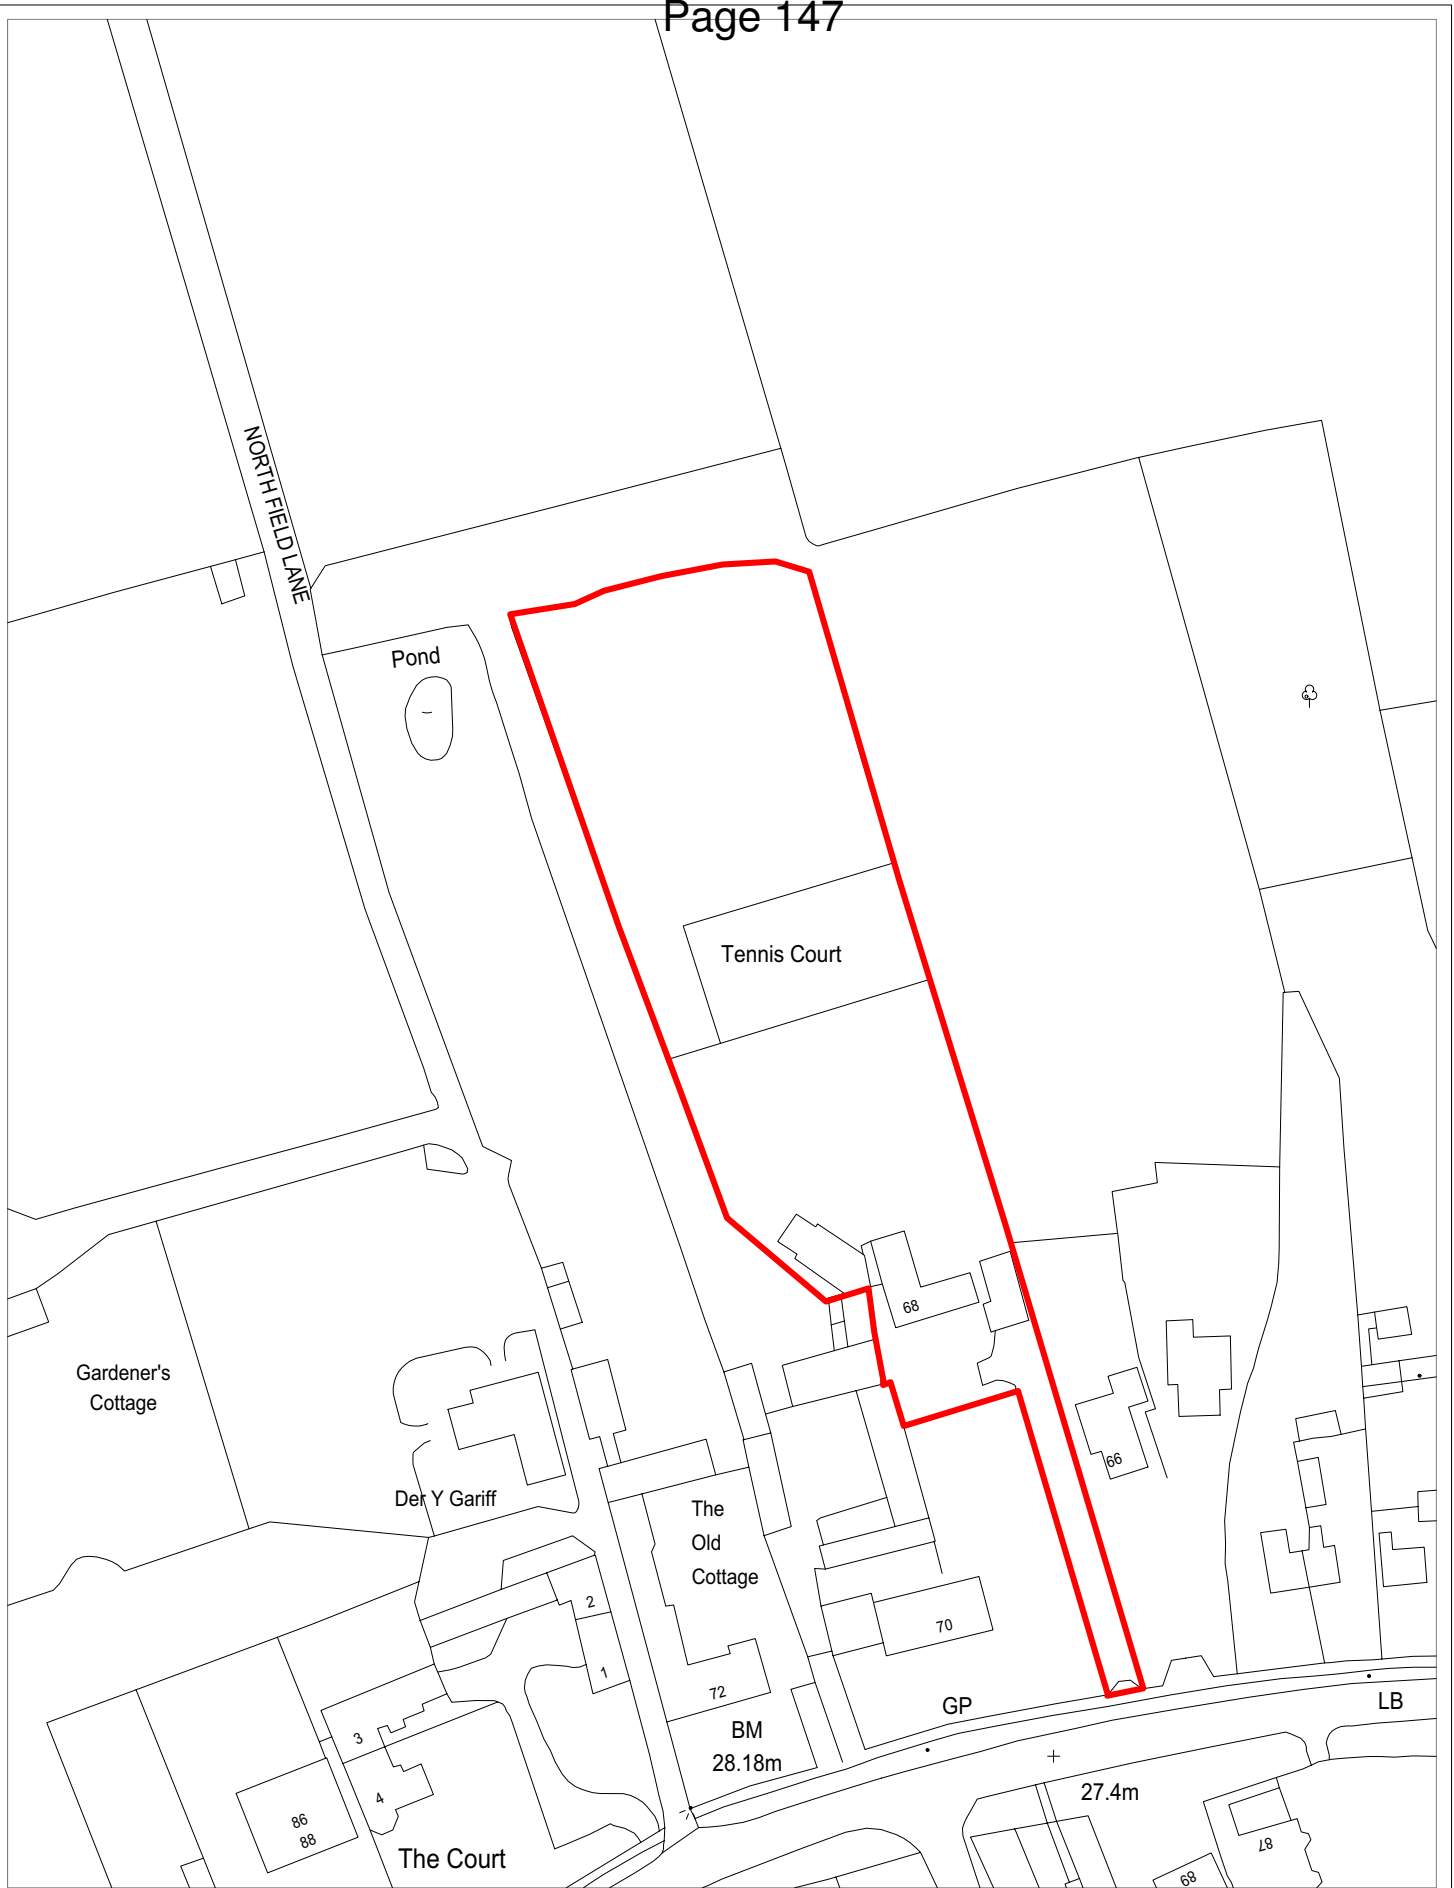 Page 147
NORTH FIELD LANE
Pond
Tennis Court
68
Gardener's
Cottage
66
Der Y Gariff
The
Old
Cottage
2
70
1
72
GP
LB
BM
28.18m
3
27.4m
4
86
88
The Court
87
89